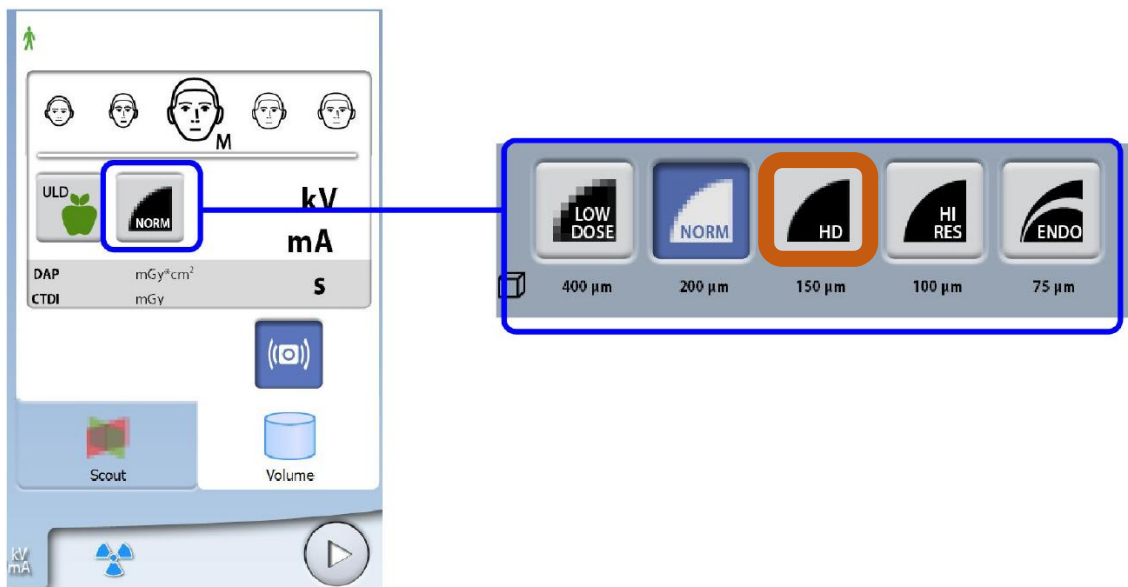 M
ULD
NORM
kV
mA
DAP mGy*cm²
s
CTDI mGy
Scout
Volume
kV
mA
LOW
DOSE
NORM
HD
HI
RES
ENDO
400 µm
200 µm
150 µm
100 µm
75 µm